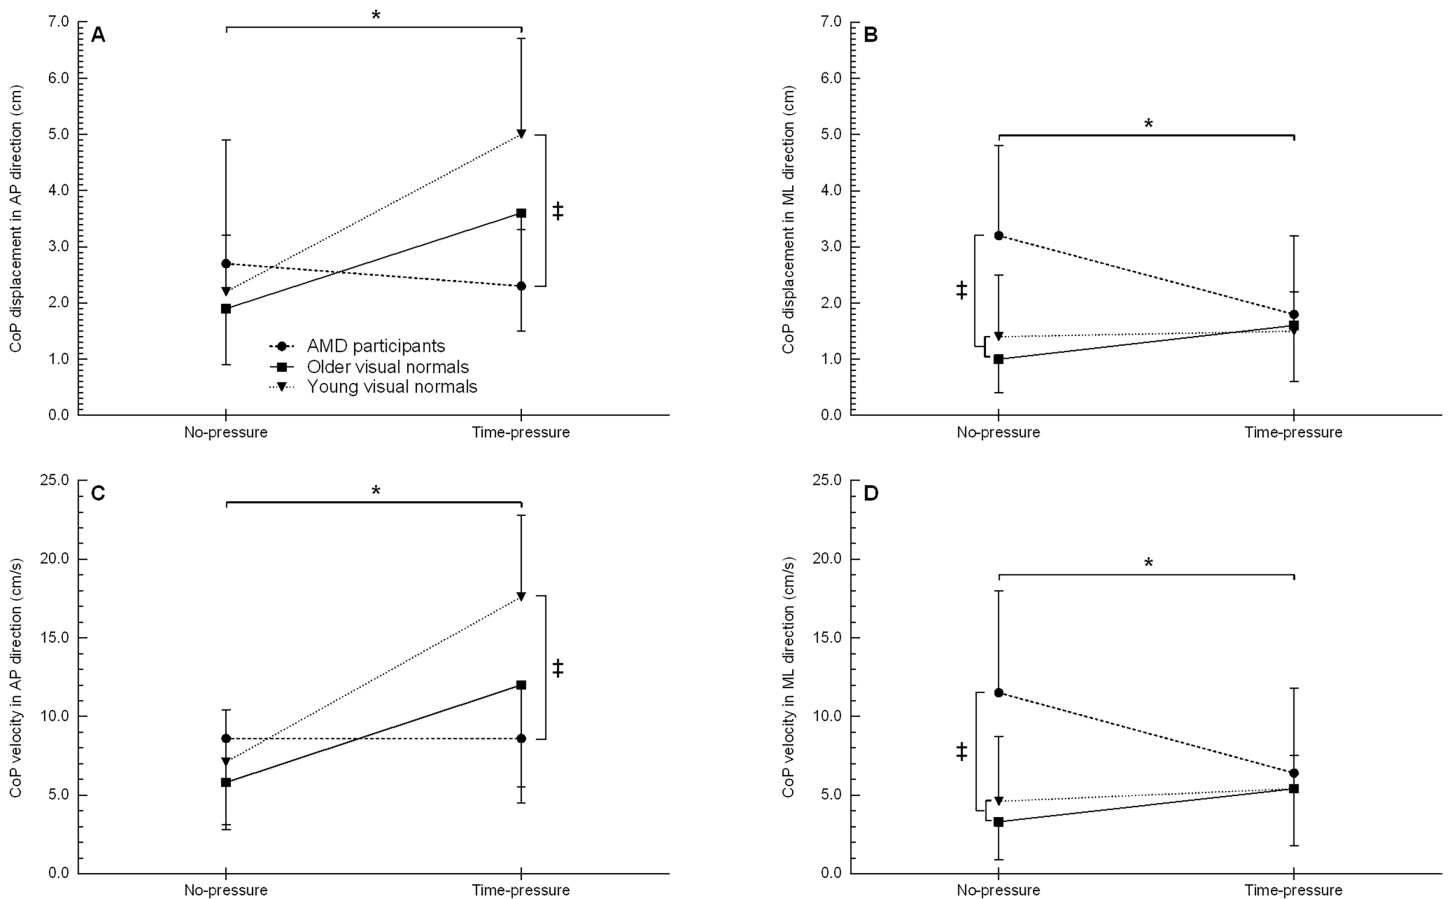 A
*
7.0
6.0
5.0
4.0
3.0
2.0
1.0
0.0
CoP displacement in AP direction (cm)
‡
AMD participants
Older visual normals
Young visual normals
No-pressure
Time-pressure
B
*
7.0
6.0
5.0
4.0
3.0
2.0
1.0
0.0
CoP displacement in ML direction (cm)
‡
No-pressure
Time-pressure
C
*
25.0
20.0
15.0
10.0
5.0
0.0
CoP velocity in AP direction (cm/s)
‡
No-pressure
Time-pressure
D
*
25.0
20.0
15.0
10.0
5.0
0.0
CoP velocity in ML direction (cm/s)
‡
No-pressure
Time-pressure